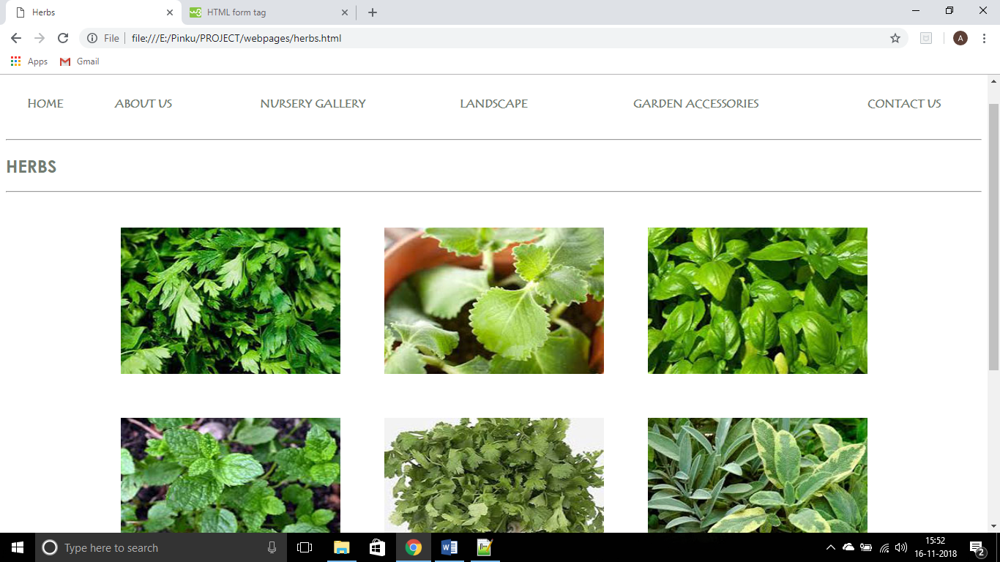 Herbs
HTML form tag
File file:///E:/Pinku/PROJECT/webpages/herbs.html
A
Apps Gmail
HOME ABOUT US NURSERY GALLERY LANDSCAPE GARDEN ACCESSORIES CONTACT US
HERBS
Type here to search
15:52
16-11-2018
2